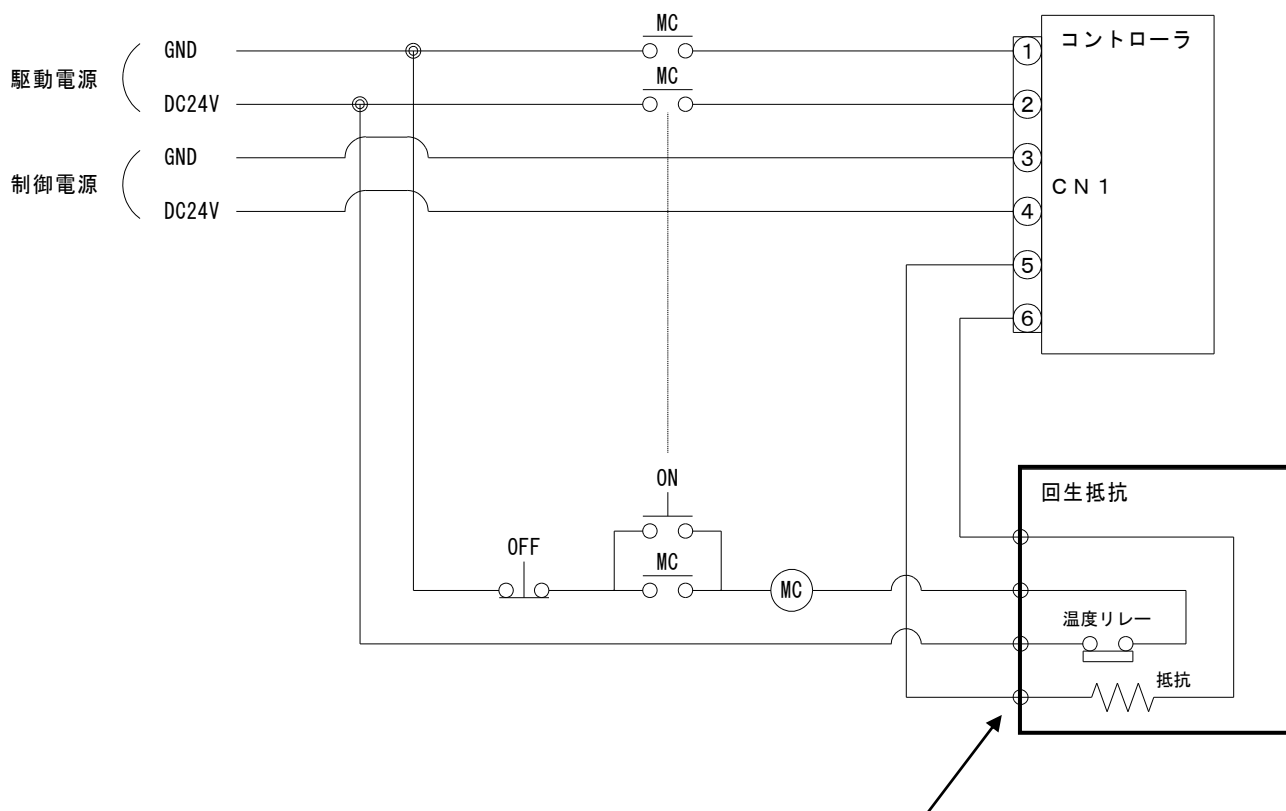 MC
コントローラ
GND
①
駆動電源
MC
DC24V
②
GND
③
制御電源
CN1
DC24V
④
⑤
⑥
ON
回生抵抗
OFF
MC
MC
温度リレー
抵抗